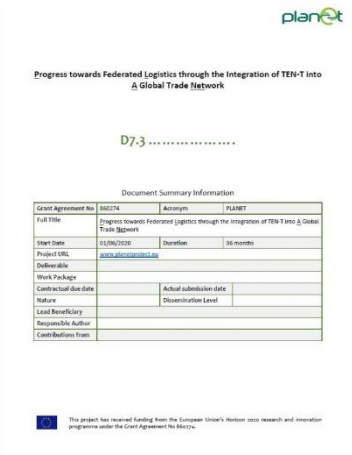 planet
Progress towards Federated Logistics through the Integration of TEN-T into
A Global Trade Network
D7.3 ………………
Document Summary Information
Grant Agreement No 860274 Acronym PLANET
Full Title Progress towards Federated Logistics through the Integration of TEN-T into A Global
Trade Network
Start Date 01/06/2020 Duration 36 months
Project URL www.planetproject.eu
Deliverable
Work Package
Contractual due date Actual submission date
Nature Dissemination Level
Lead Beneficiary
Responsible Author
Contributions from
This project has received funding from the European Union's Horizon 2020 research and innovation
programme under the Grant Agreement No 860274.